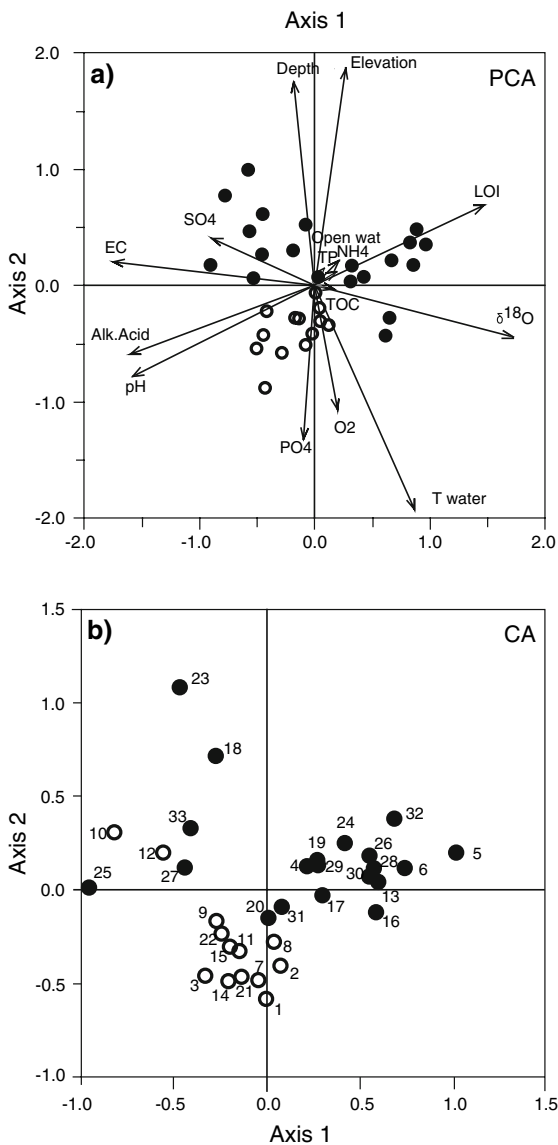 Axis 1
2.0
a)
PCA
Depth
Elevation
1.0
LOI
SO4
Open wat
EC
TP
NH4
Axis 2
0.0
TOC
δ18O
Alk.Acid
pH
-1.0
O2
PO4
T water
-2.0
-2.0 -1.0 0.0 1.0 2.0
1.5
b)
CA
23
1.0
18
Axis 2
0.5
33
32
10
24
12
19
26
5
4
29
28
6
25
27
30
13
0.0
20
31
17
16
9
22
11
8
15
7
2
3
-0.5
14
21
1
-1.0
-1.0 -0.5 0.0 0.5 1.0 1.5
Axis 1